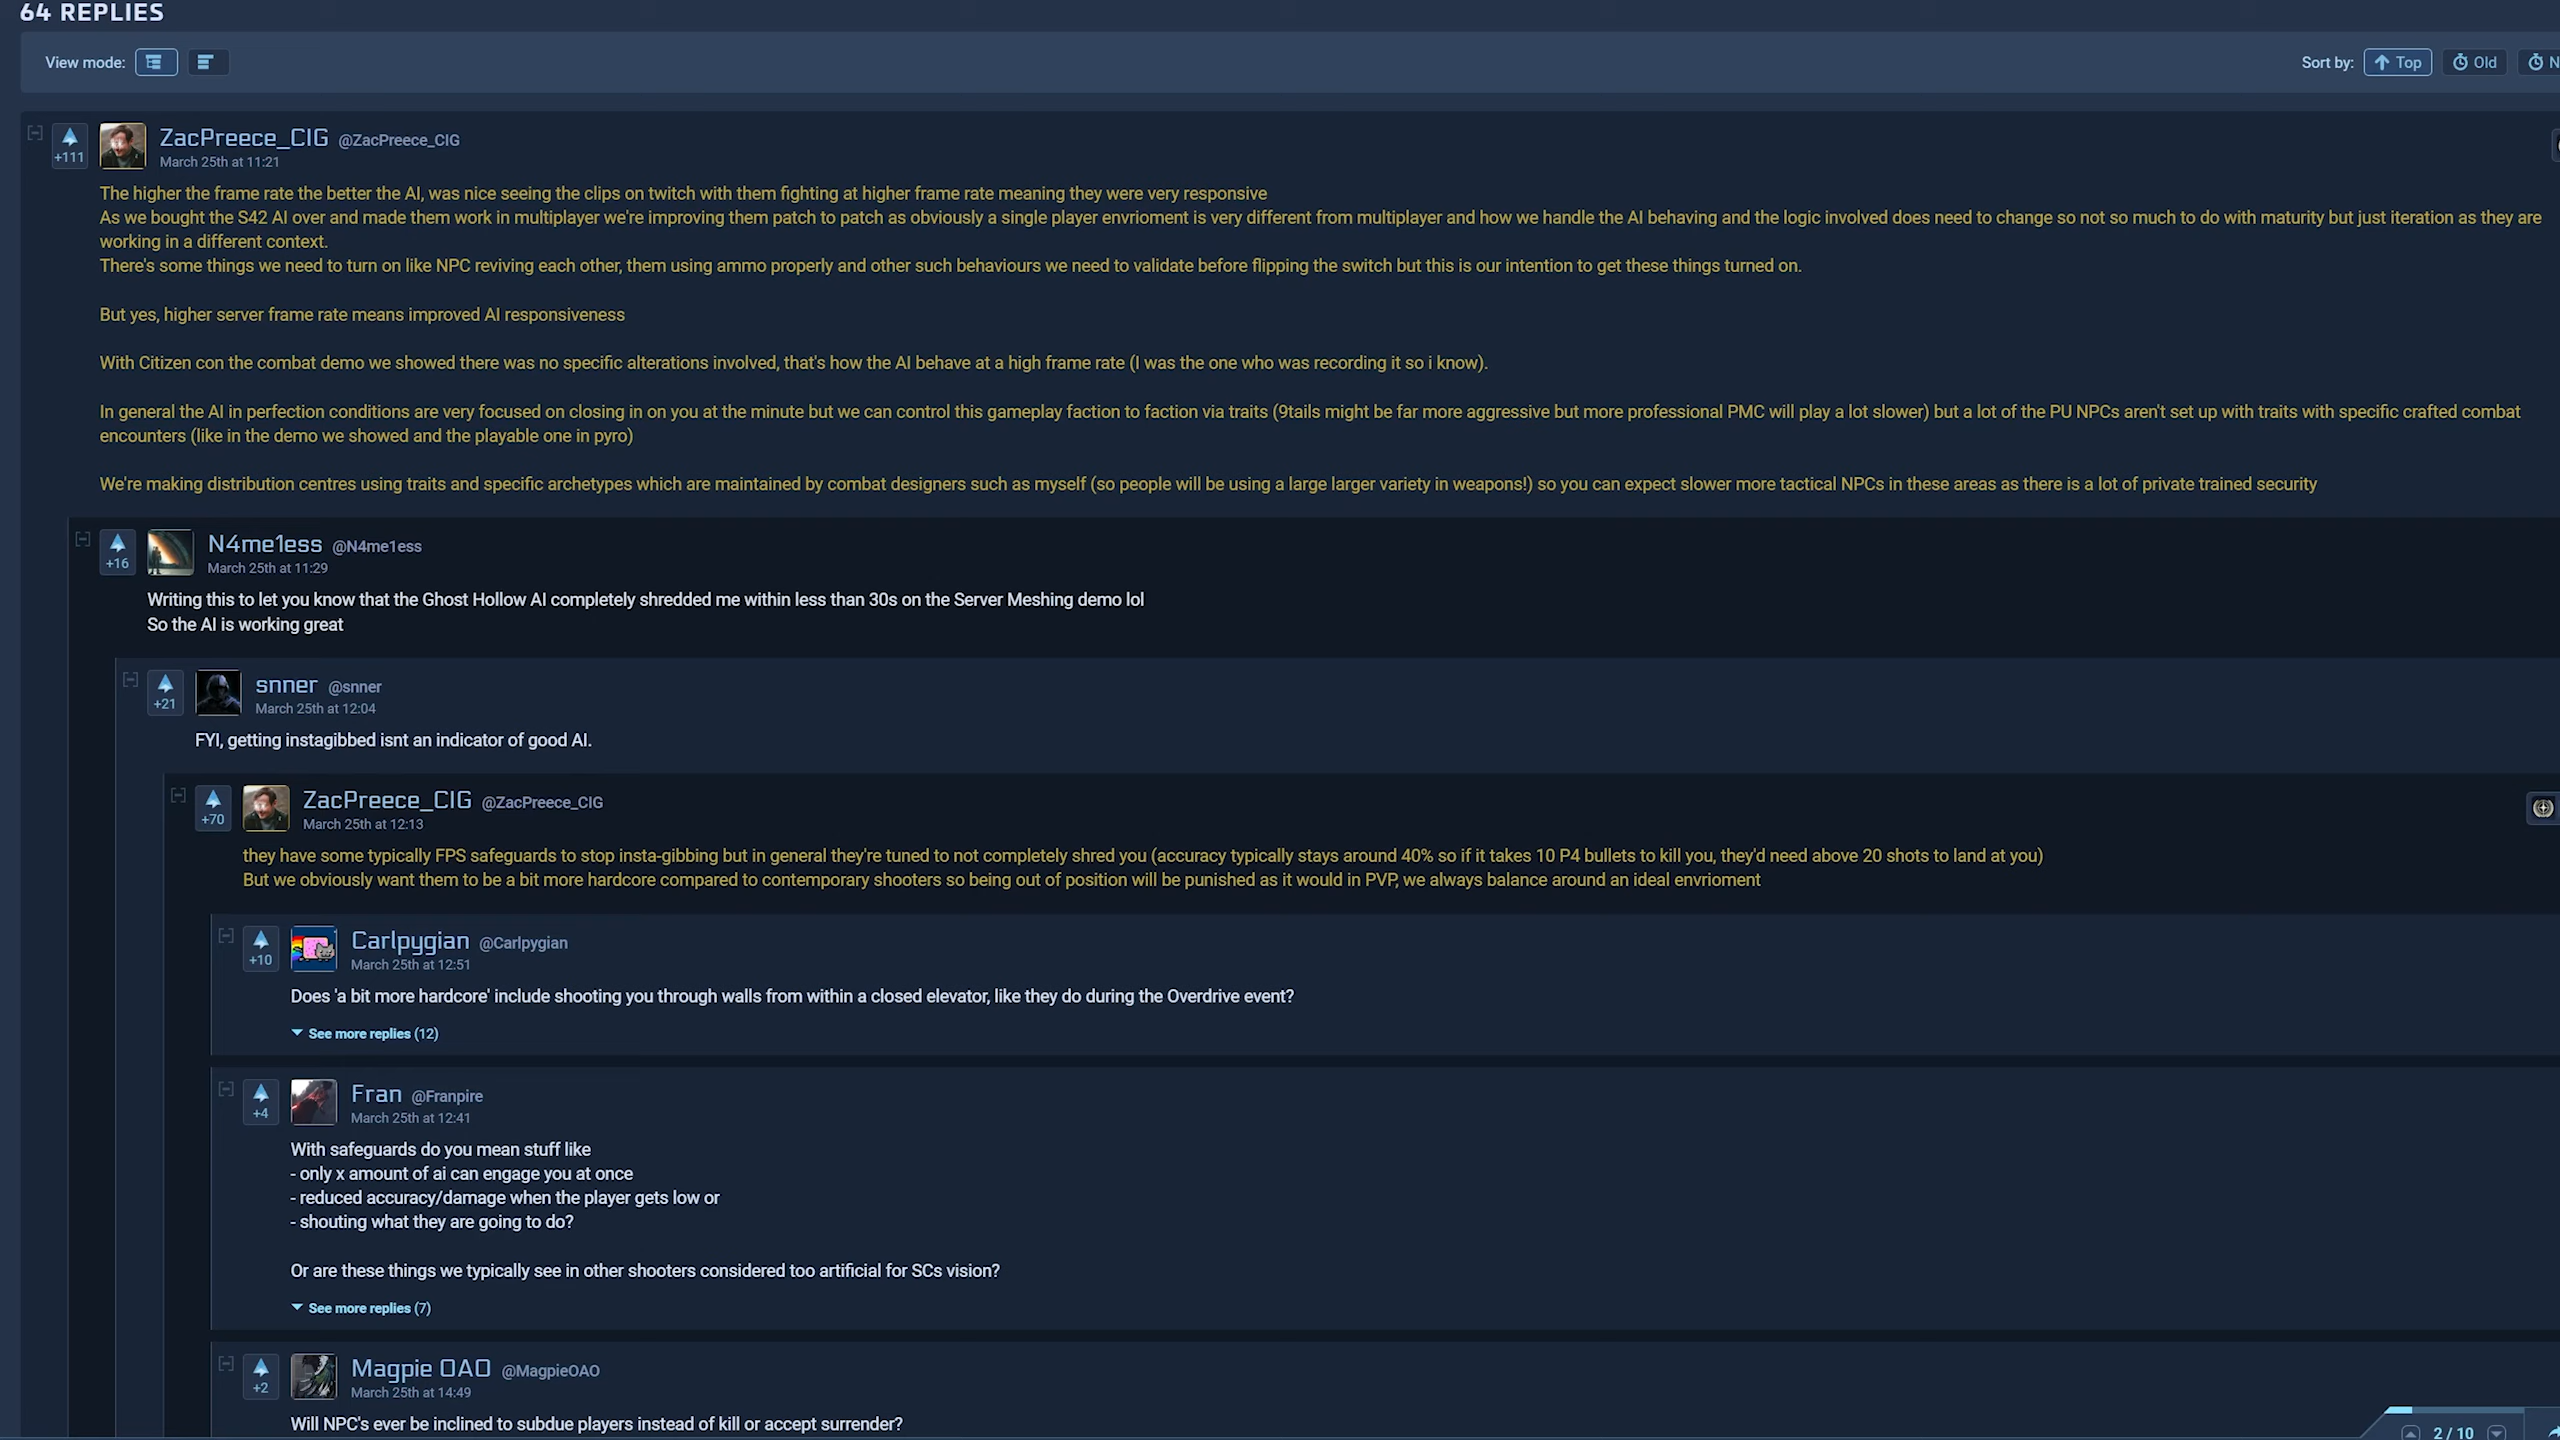 64 REPLIES
View mode:
Sort by: Top Old N
+111
ZacPreece_CIG @ZacPreece_CIG
March 25th at 11:21
The higher the frame rate the better the AI, was nice seeing the clips on twitch with them fighting at higher frame rate meaning they were very responsive
As we bought the S42 AI over and made them work in multiplayer we're improving them patch to patch as obviously a single player envrioment is very different from multiplayer and how we handle the AI behaving and the logic involved does need to change so not so much to do with maturity but just iteration as they are
working in a different context.
There's some things we need to turn on like NPC reviving each other, them using ammo properly and other such behaviours we need to validate before flipping the switch but this is our intention to get these things turned on.
But yes, higher server frame rate means improved AI responsiveness
With Citizen con the combat demo we showed there was no specific alterations involved, that's how the AI behave at a high frame rate (I was the one who was recording it so i know).
In general the AI in perfection conditions are very focused on closing in on you at the minute but we can control this gameplay faction to faction via traits (9tails might be far more aggressive but more professional PMC will play a lot slower) but a lot of the PU NPCs aren't set up with traits with specific crafted combat
encounters (like in the demo we showed and the playable one in pyro)
We're making distribution centres using traits and specific archetypes which are maintained by combat designers such as myself (so people will be using a large larger variety in weapons!) so you can expect slower more tactical NPCs in these areas as there is a lot of private trained security
+16
N4me1ess @N4me1ess
March 25th at 11:29
Writing this to let you know that the Ghost Hollow AI completely shredded me within less than 30s on the Server Meshing demo lol
So the AI is working great
+21
snner @snner
March 25th at 12:04
FYI, getting instagibbed isnt an indicator of good AI.
+70
ZacPreece_CIG @ZacPreece_CIG
March 25th at 12:13
they have some typically FPS safeguards to stop insta-gibbing but in general they're tuned to not completely shred you (accuracy typically stays around 40% so if it takes 10 P4 bullets to kill you, they'd need above 20 shots to land at you)
But we obviously want them to be a bit more hardcore compared to contemporary shooters so being out of position will be punished as it would in PVP, we always balance around an ideal envrioment
+10
Carlpygian @Carlpygian
March 25th at 12:51
Does 'a bit more hardcore' include shooting you through walls from within a closed elevator, like they do during the Overdrive event?
See more replies (12)
+4
Fran @Franpire
March 25th at 12:41
With safeguards do you mean stuff like
- only x amount of ai can engage you at once
- reduced accuracy/damage when the player gets low or
- shouting what they are going to do?
Or are these things we typically see in other shooters considered too artificial for SCs vision?
See more replies (7)
+2
Magpie OAO @MagpieOAO
March 25th at 14:49
Will NPC's ever be inclined to subdue players instead of kill or accept surrender?
2 / 10